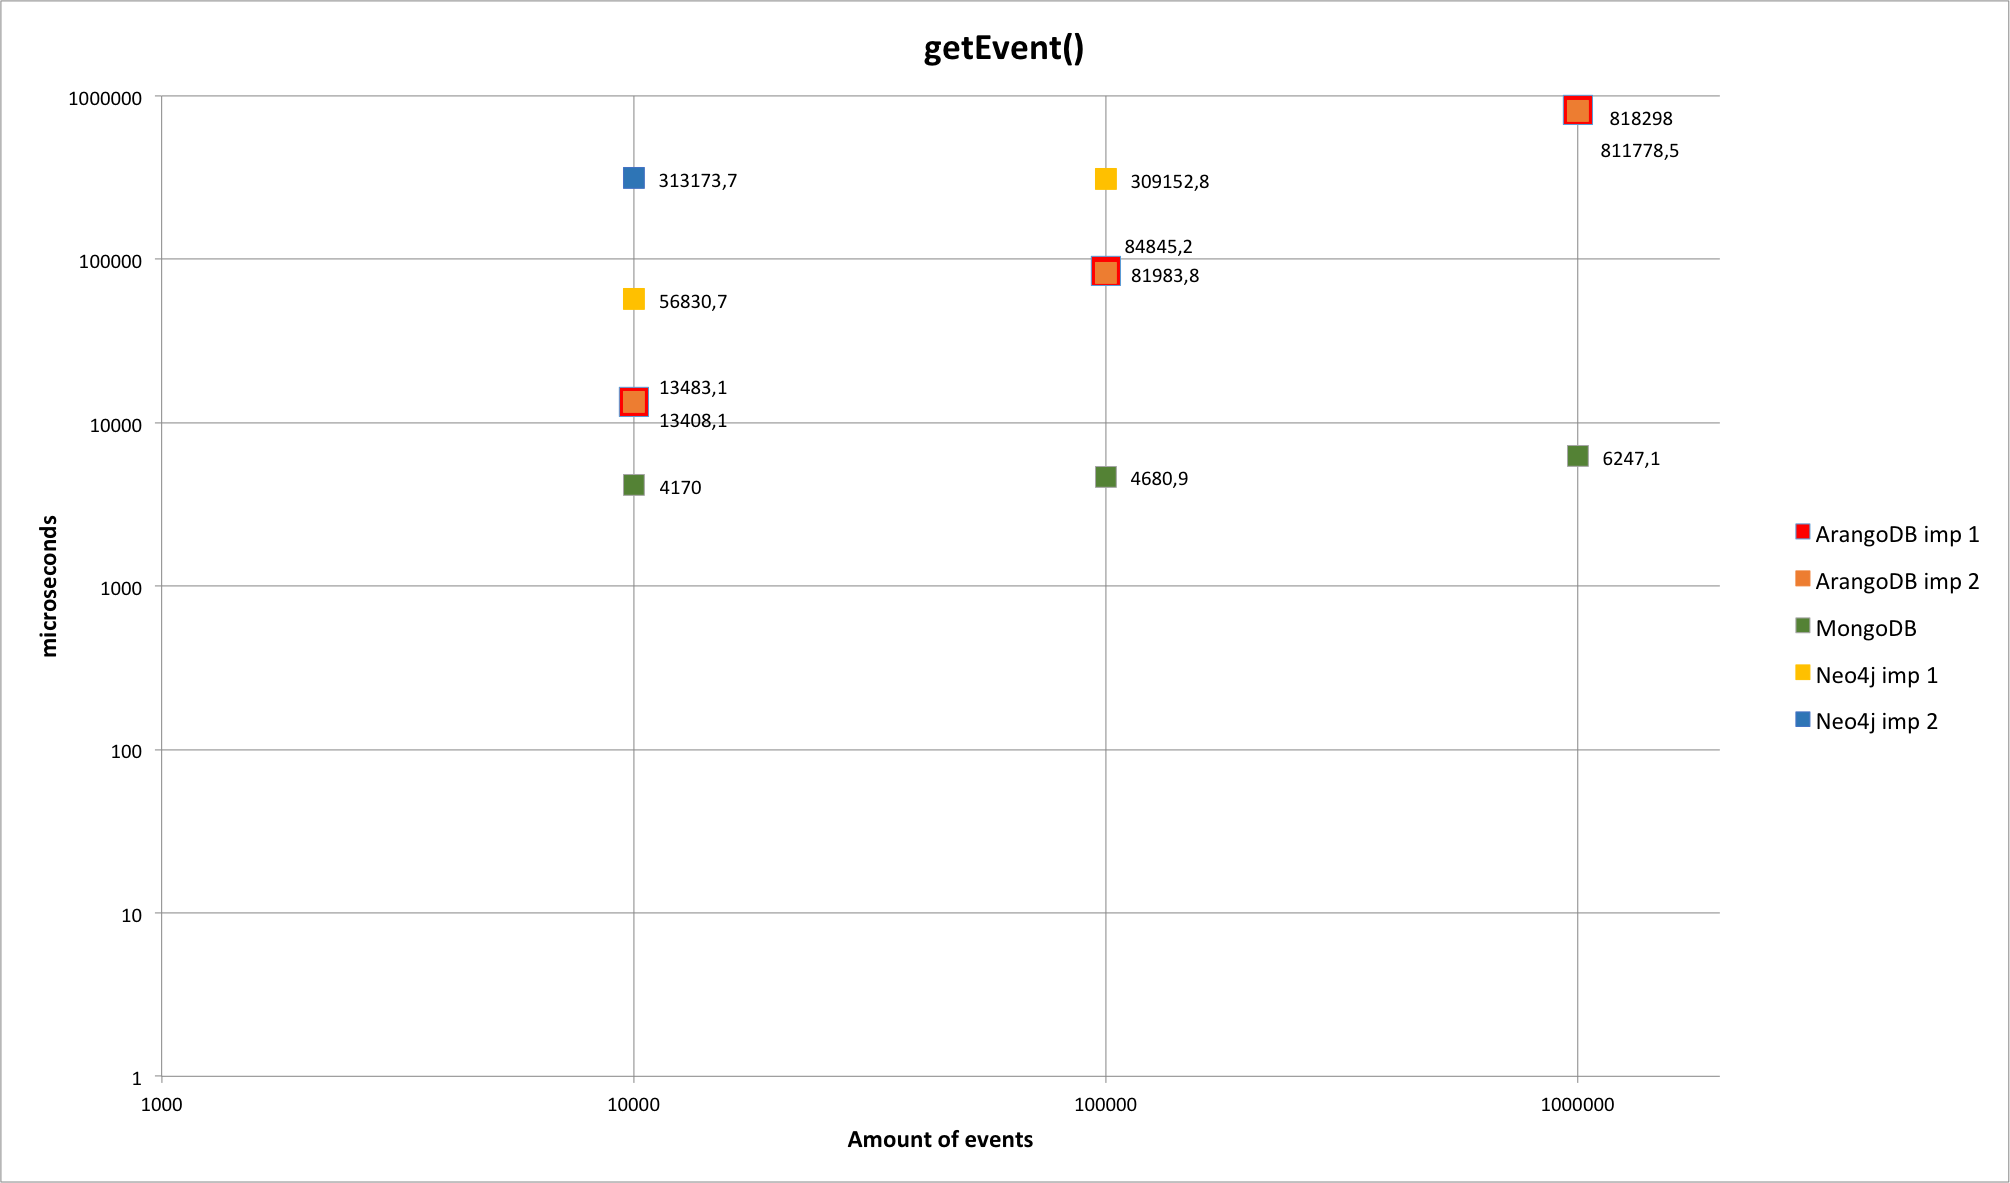 getEvent()
1000000
100000
10000
1000
100
10
1
microseconds
313173,7
56830,7
13483,1
13408,1
4170
309152,8
84845,2
81983,8
4680,9
818298
811778,5
6247,1
1000
10000
100000
1000000
Amount of events
ArangoDB imp 1
ArangoDB imp 2
MongoDB
Neo4j imp 1
Neo4j imp 2